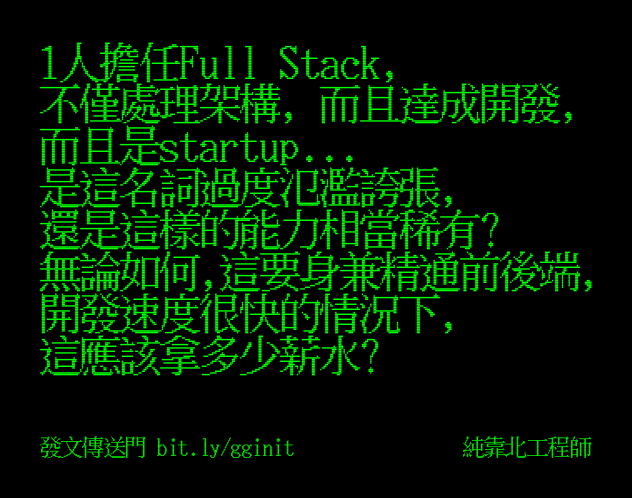 1人擔任Full Stack,
不僅處理架構, 而且達成開發,
而且是startup...
是這名詞過度氾濫誇張,
還是這樣的能力相當稀有?
無論如何,這要身兼精通前後端,
開發速度很快的情況下,
這應該拿多少薪水?
發文傳送門 bit.ly/gginit
純靠北工程師